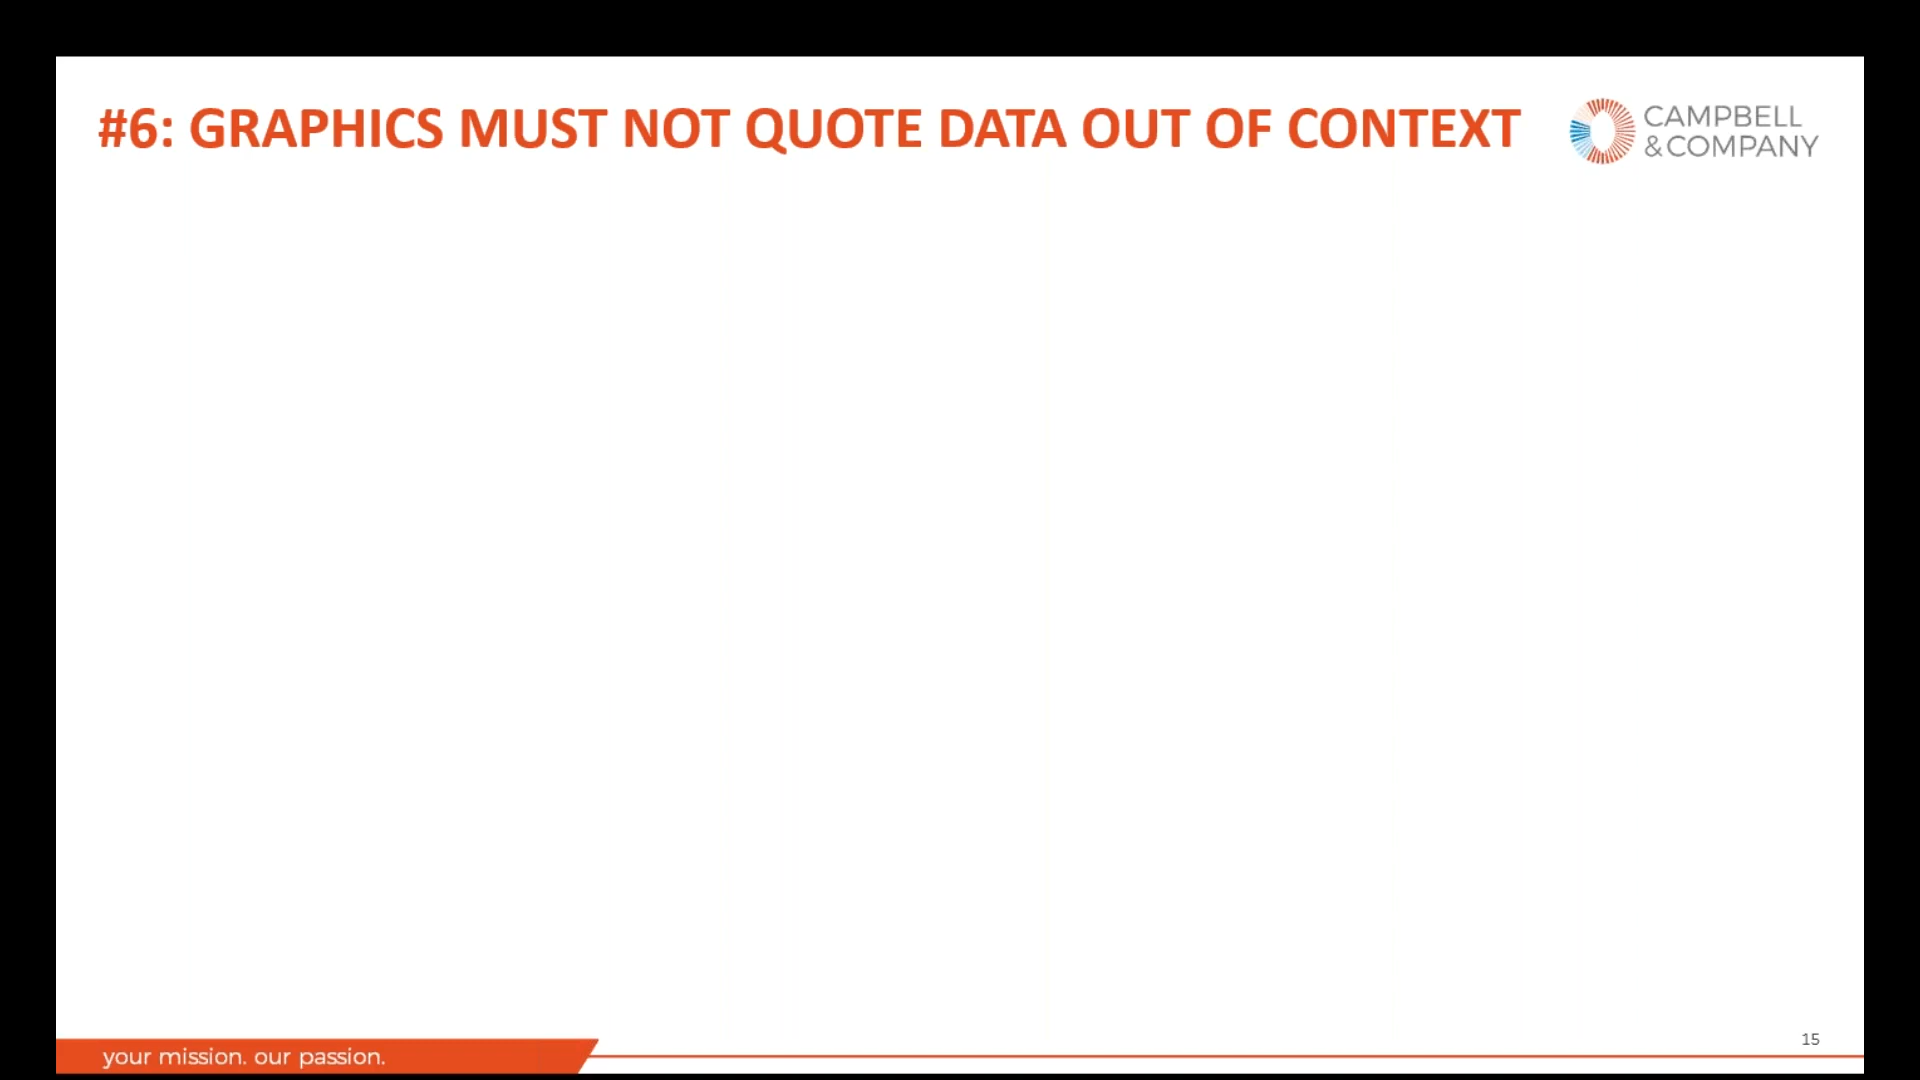 #6: GRAPHICS MUST NOT QUOTE DATA OUT OF CONTEXT
CAMPBELL
&COMPANY
15
your mission. our passion.